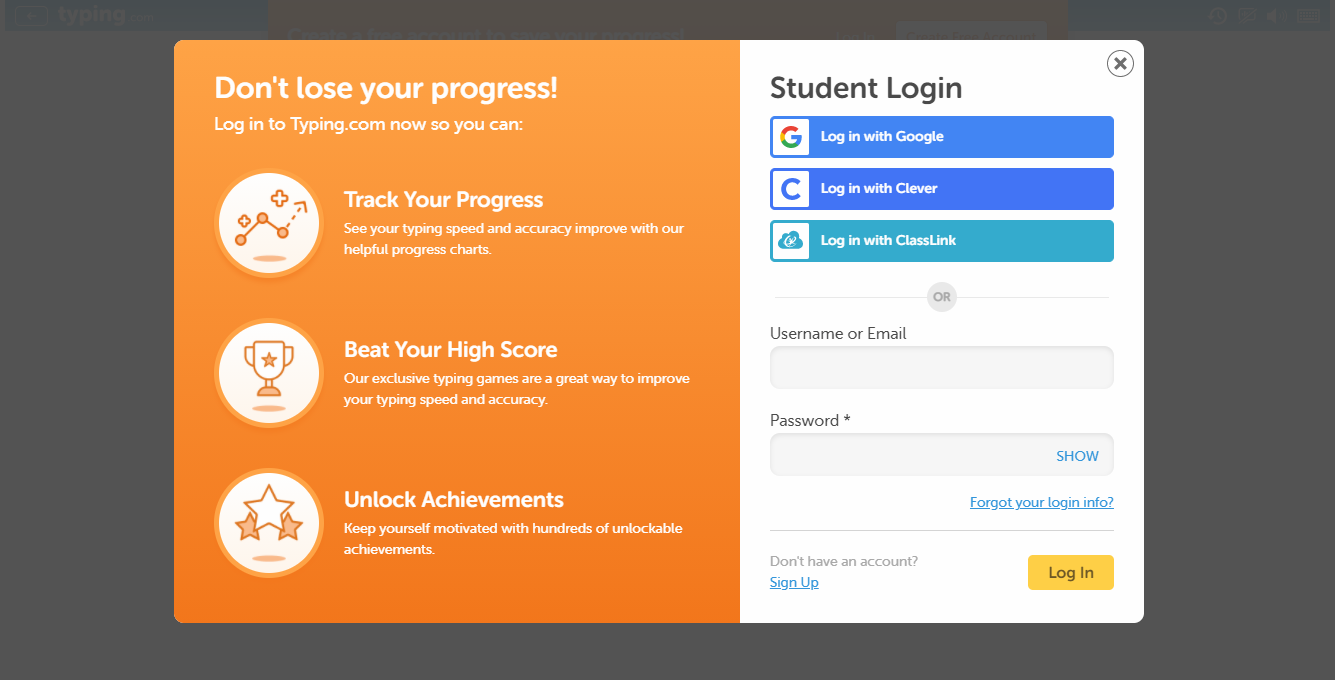 typing.com
Create a free account to save your progress!
Log In
Create Free Account
Don't lose your progress!
Log in to Typing.com now so you can:
Track Your Progress
See your typing speed and accuracy improve with our
helpful progress charts.
Beat Your High Score
Our exclusive typing games are a great way to improve
your typing speed and accuracy.
Unlock Achievements
Keep yourself motivated with hundreds of unlockable
achievements.
Student Login
Log in with Google
Log in with Clever
Log in with ClassLink
OR
Username or Email
Password *
SHOW
Forgot your login info?
Don't have an account?
Sign Up
Log In